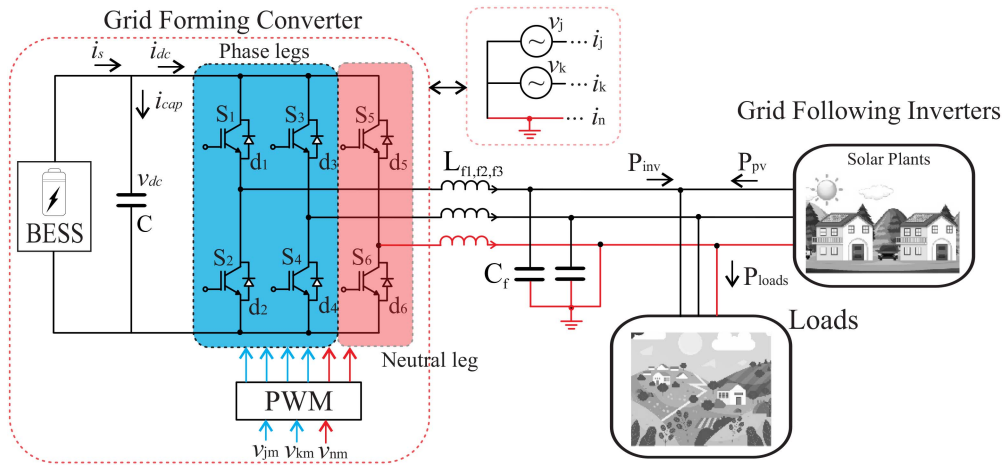 Grid Forming Converter
i_s
i_dc
Phase legs
i_cap
S1
S3
S5
d1
d3
d5
v_dc
C
BESS
S2
S4
S6
d2
d4
d6
Neutral leg
PWM
v_jm
v_km
v_nm
v_j
... i_j
v_k
... i_k
... i_n
L_f1,f2,f3
C_f
P_inv
P_pv
P_loads
Grid Following Inverters
Solar Plants
Loads